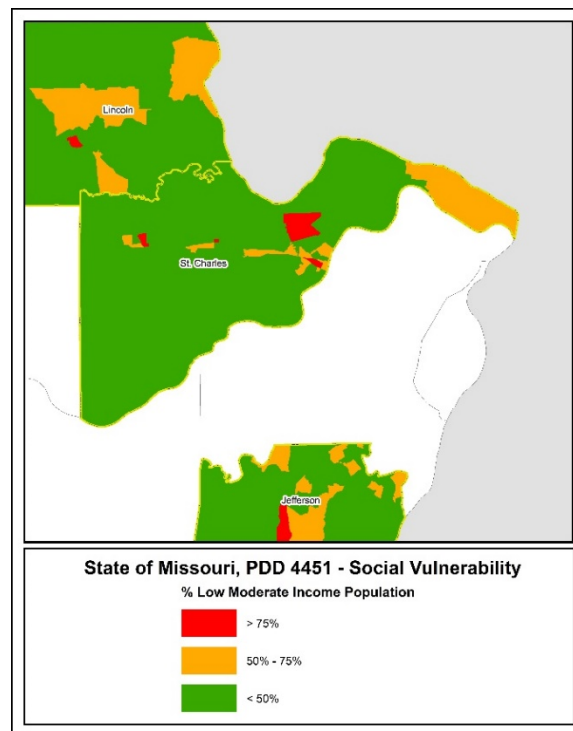 Lincoln
St. Charles
Jefferson
State of Missouri, PDD 4451 - Social Vulnerability
% Low Moderate Income Population
> 75%
50% - 75%
< 50%